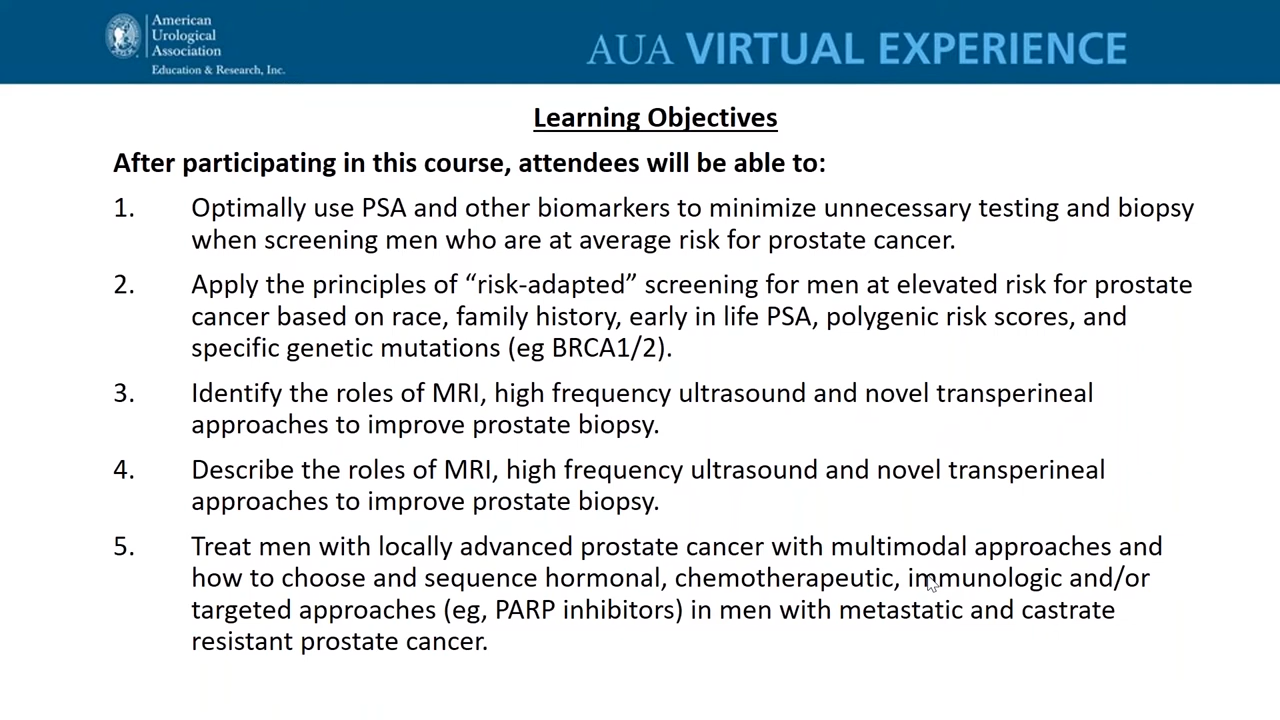 American
Urological
Association
Education & Research, Inc.
AUA VIRTUAL EXPERIENCE
Learning Objectives
After participating in this course, attendees will be able to:
1. Optimally use PSA and other biomarkers to minimize unnecessary testing and biopsy
when screening men who are at average risk for prostate cancer.
2. Apply the principles of “risk-adapted” screening for men at elevated risk for prostate
cancer based on race, family history, early in life PSA, polygenic risk scores, and
specific genetic mutations (eg BRCA1/2).
3. Identify the roles of MRI, high frequency ultrasound and novel transperineal
approaches to improve prostate biopsy.
4. Describe the roles of MRI, high frequency ultrasound and novel transperineal
approaches to improve prostate biopsy.
5. Treat men with locally advanced prostate cancer with multimodal approaches and
how to choose and sequence hormonal, chemotherapeutic, immunologic and/or
targeted approaches (eg, PARP inhibitors) in men with metastatic and castrate
resistant prostate cancer.